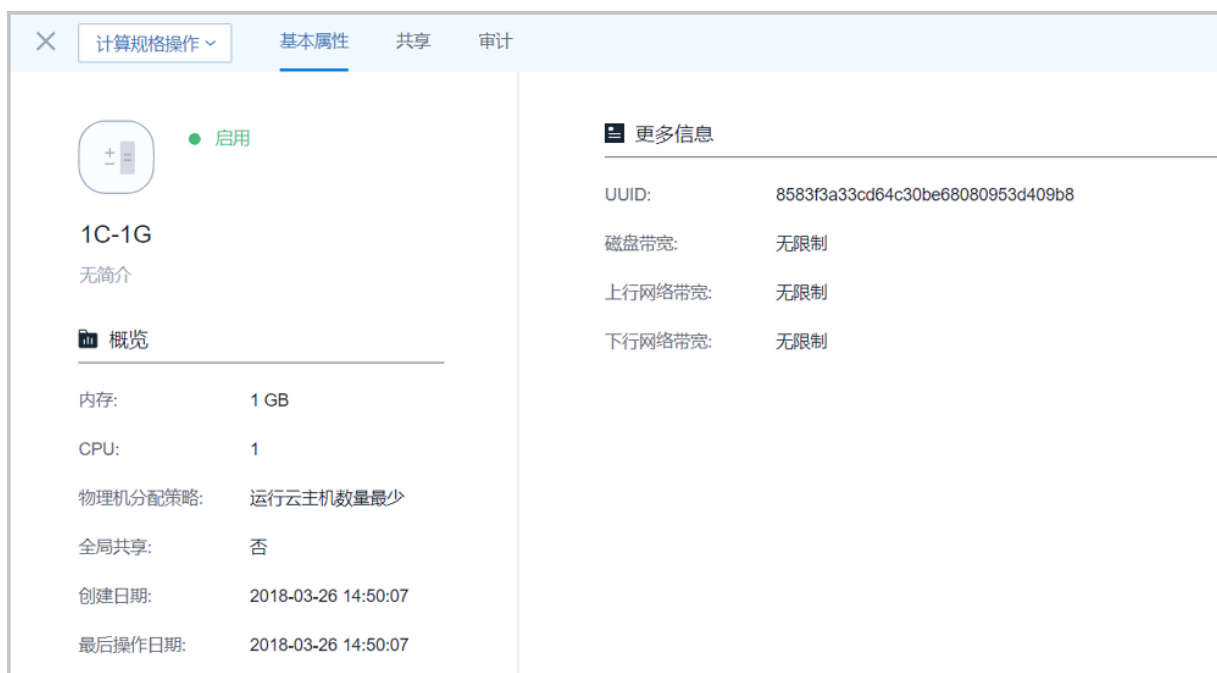 计算规格操作
基本属性
共享
审计
启用
1C-1G
无简介
概览
内存: 1 GB
CPU: 1
物理机分配策略: 运行云主机数量最少
全局共享: 否
创建日期: 2018-03-26 14:50:07
最后操作日期: 2018-03-26 14:50:07
更多信息
UUID: 8583f3a33cd64c30be68080953d409b8
磁盘带宽: 无限制
上行网络带宽: 无限制
下行网络带宽: 无限制